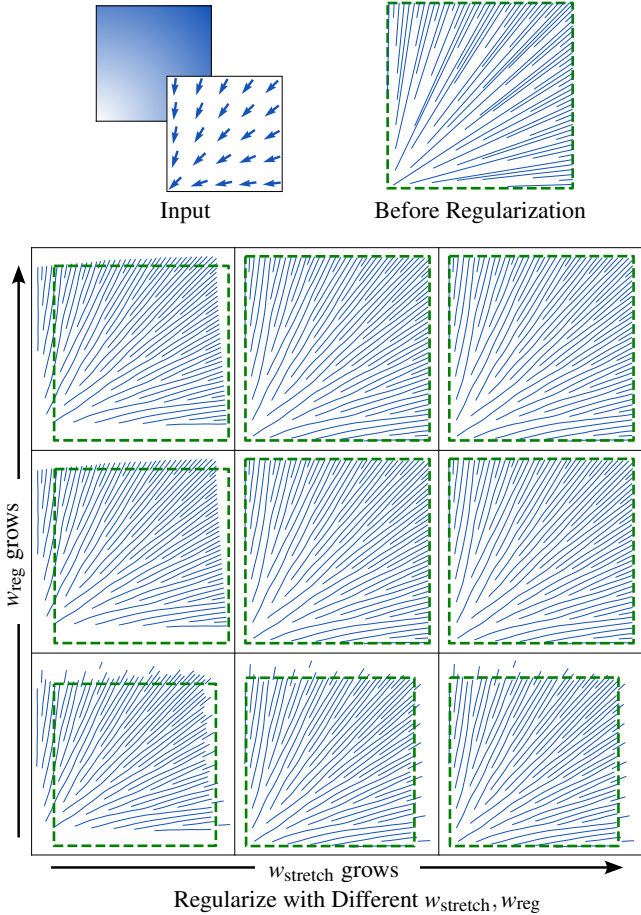 Input
Before Regularization
w_reg grows
w_stretch grows
Regularize with Different w_stretch, w_reg